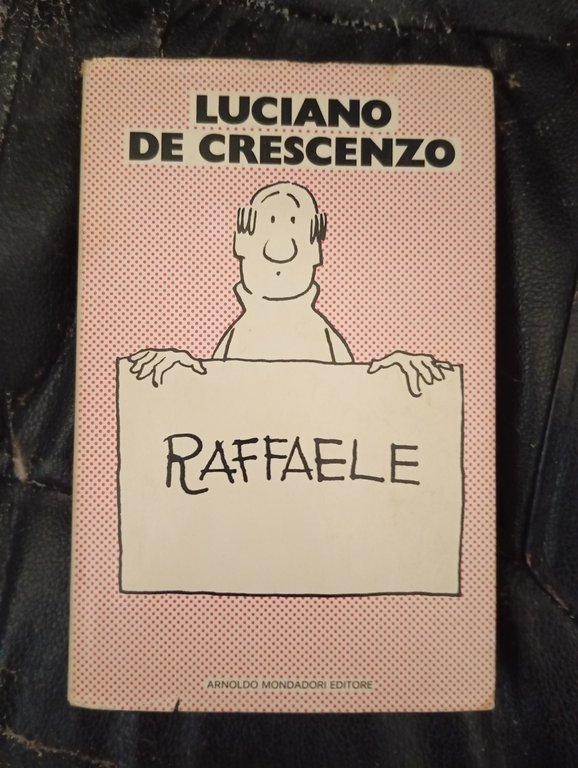 LUCIANO
DE CRESCENZO
RAFFAELE
ARNOLDO MONDADORI EDITORE